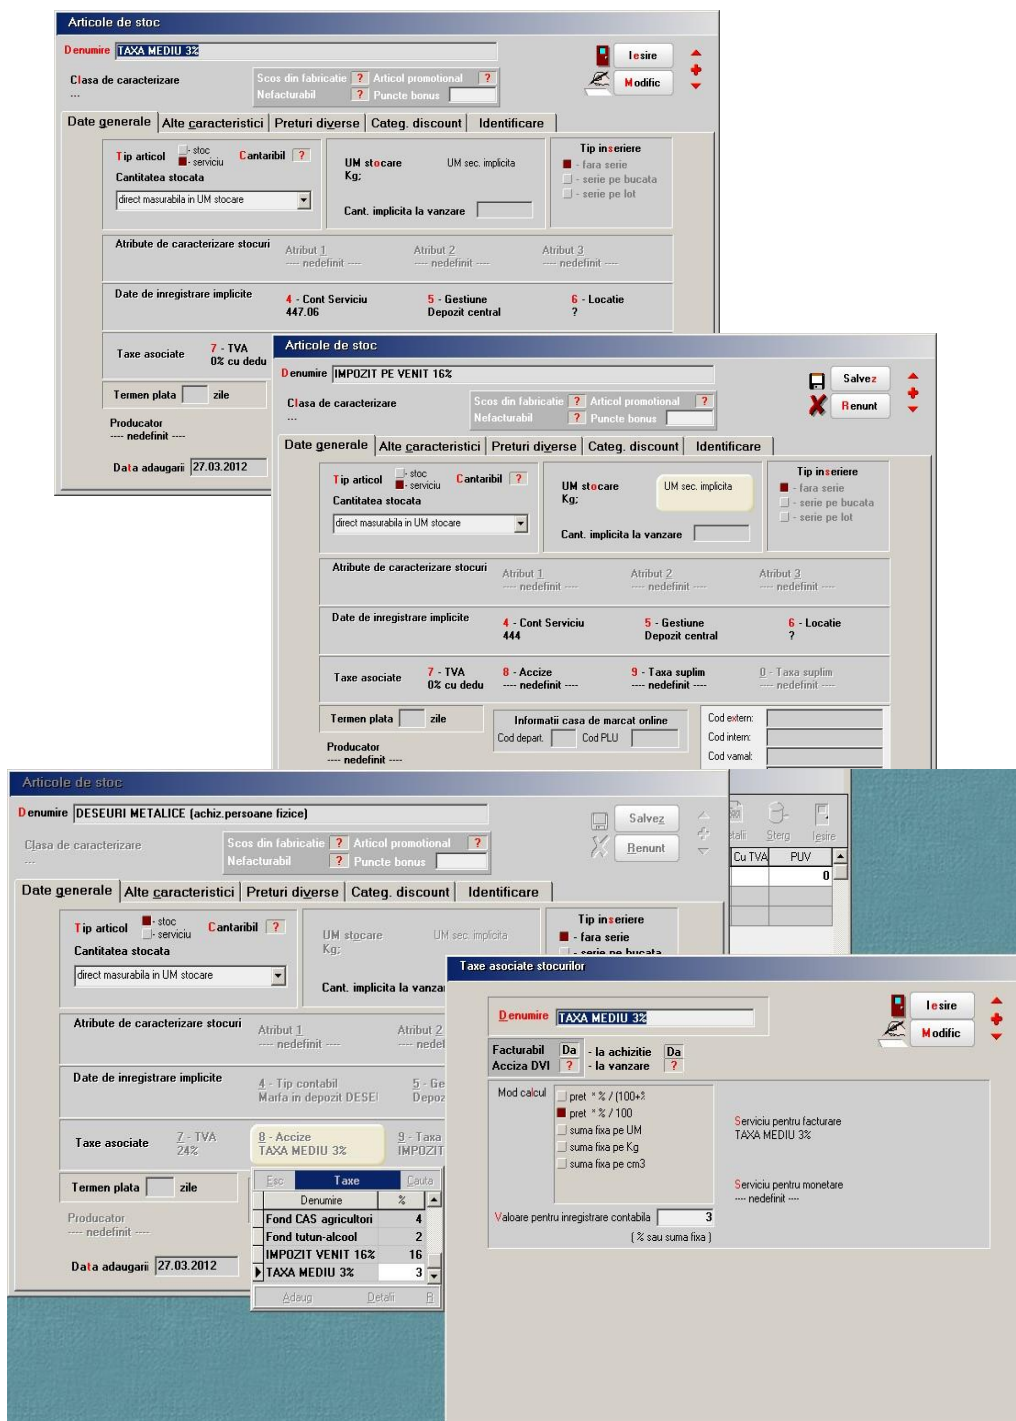 Articole de stoc
Denumire TAXA MEDIU 3%
Iesire
Clasa de caracterizare
...
Scos din fabricatie ? Articol promotional ?
Nefacturabil ? Puncte bonus
Modific
Date generale Alte caracteristici Preturi diverse Categ. discount Identificare
Tip articol - stoc - serviciu Cantaribil ?
Cantitatea stocata
direct masurabila in UM stocare
UM stocare UM sec. implicita
Kg;
Cant. implicita la vanzare
Tip inseriere
- fara serie
- serie pe bucata
- serie pe lot
Atribute de caracterizare stocuri Atribut 1 Atribut 2 Atribut 3
---- nedefinit ---- ---- nedefinit ---- ---- nedefinit ----
Date de inregistrare implicite 4 - Cont Serviciu 5 - Gestiune 6 - Locatie
447.06 Depozit central ?
Taxe asociate 7 - TVA
0% cu dedu
Termen plata zile
Producator
---- nedefinit ----
Data adaugarii 27.03.2012
Articole de stoc
Denumire IMPOZIT PE VENIT 16%
Salvez
Clasa de caracterizare
...
Scos din fabricatie ? Articol promotional ?
Nefacturabil ? Puncte bonus
Renunt
Date generale Alte caracteristici Preturi diverse Categ. discount Identificare
Tip articol - stoc - serviciu Cantaribil ?
Cantitatea stocata
direct masurabila in UM stocare
UM stocare UM sec. implicita
Kg;
Cant. implicita la vanzare
Tip inseriere
- fara serie
- serie pe bucata
- serie pe lot
Atribute de caracterizare stocuri Atribut 1 Atribut 2 Atribut 3
---- nedefinit ---- ---- nedefinit ---- ---- nedefinit ----
Date de inregistrare implicite 4 - Cont Serviciu 5 - Gestiune 6 - Locatie
444 Depozit central ?
Taxe asociate 7 - TVA 8 - Accize 9 - Taxa suplim 0 - Taxa suplim
0% cu dedu ---- nedefinit ---- ---- nedefinit ---- ---- nedefinit ----
Termen plata zile
Informatii casa de marcat online
Cod depart. Cod PLU
Cod extern:
Cod intern:
Cod vamal:
Producator
---- nedefinit ----
Articole de stoc
Denumire DESEURI METALICE (achiz.persoane fizice)
Salvez
Clasa de caracterizare
...
Scos din fabricatie ? Articol promotional ?
Nefacturabil ? Puncte bonus
Renunt
Date generale Alte caracteristici Preturi diverse Categ. discount Identificare
Tip articol - stoc - serviciu Cantaribil ?
Cantitatea stocata
direct masurabila in UM stocare
UM stocare UM sec. implicita
Kg;
Cant. implicita la vanzar
Tip inseriere
- fara serie
- serie pe bucata
Atribute de caracterizare stocuri Atribut 1 Atribut 2
---- nedefinit ---- ---- nedef
Date de inregistrare implicite 4 - Tip contabil 5 - Ge
Marfa in depozit DESEI Depoz
Taxe asociate 7 - TVA 8 - Accize 9 - Taxa
24% TAXA MEDIU 3% IMPOZIT
Termen plata zile
Producator
---- nedefinit ----
Data adaugarii 27.03.2012
Esc Taxe Cauta
Denumire %
Fond CAS agricultori 4
Fond tutun-alcool 2
IMPOZIT VENIT 16% 16
TAXA MEDIU 3% 3
Adaug Detalii R
talii Sterg Iesire
Cu TVA PUV
0
Taxe asociate stocurilor
Denumire TAXA MEDIU 3%
Iesire
Modific
Facturabil Da - la achizitie Da
Acciza DVI ? - la vanzare ?
Mod calcul pret * % / (100+%
pret * % / 100
suma fixa pe UM
suma fixa pe Kg
suma fixa pe cm3
Serviciu pentru facturare
TAXA MEDIU 3%
Serviciu pentru monetare
---- nedefinit ----
Valoare pentru inregistrare contabila 3
( % sau suma fixa )